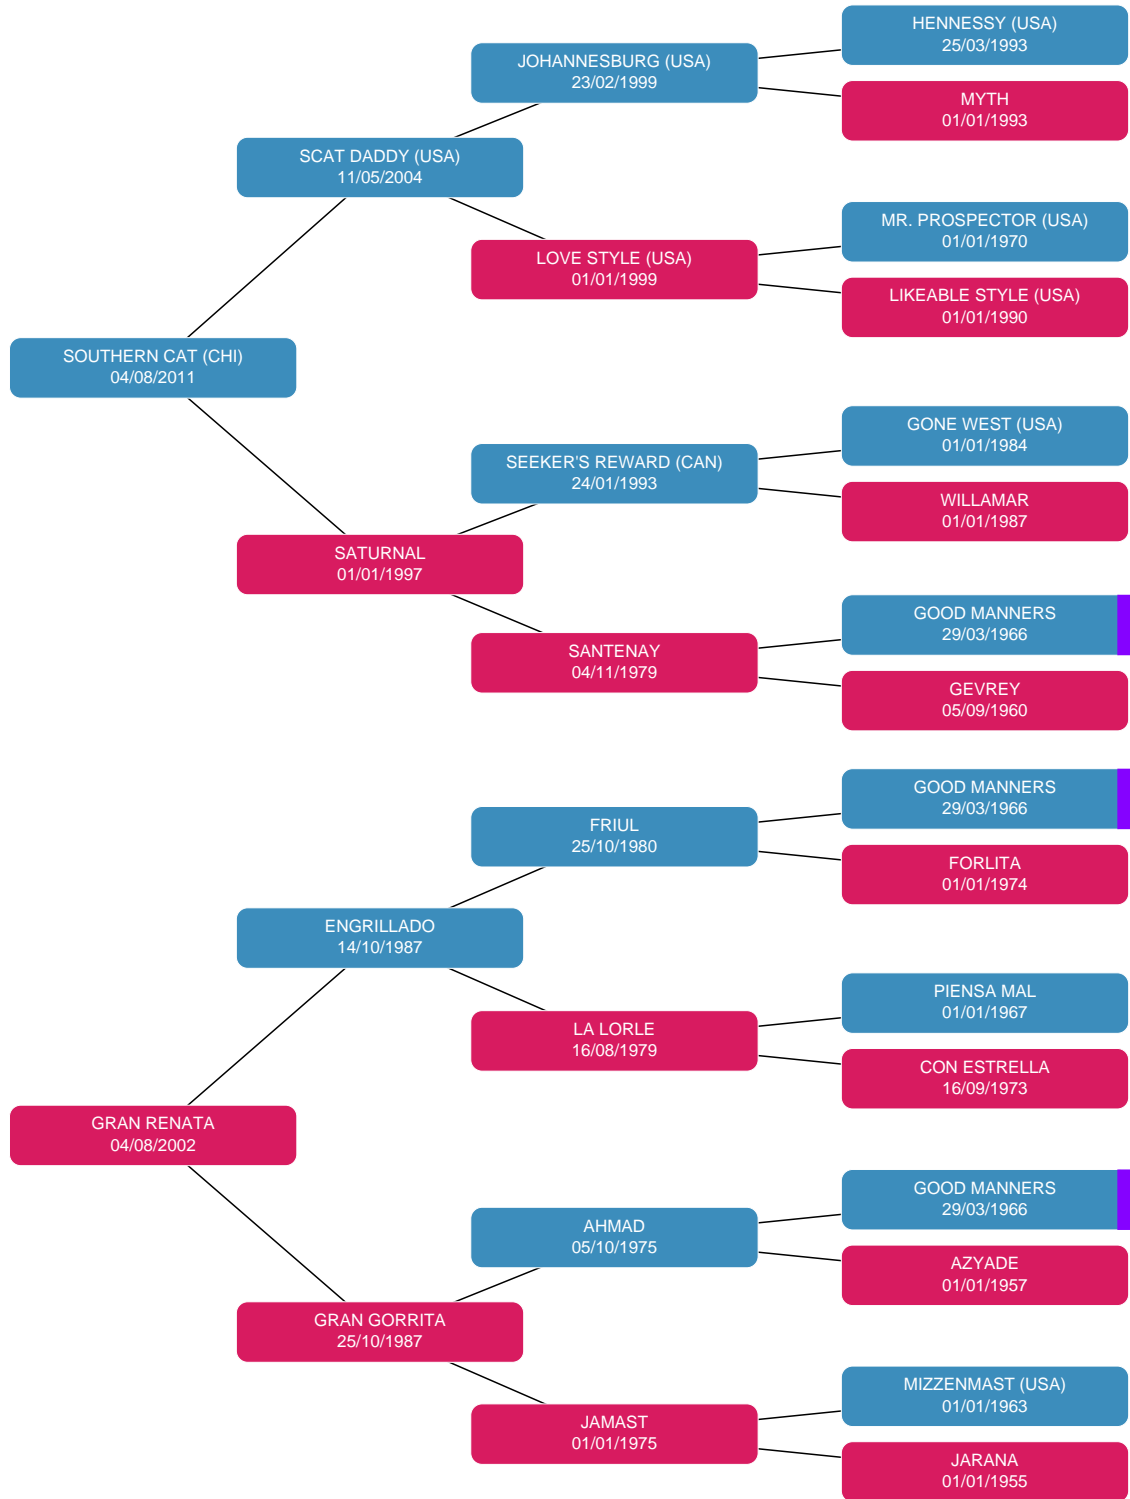 HENNESSY (USA)
25/03/1993
JOHANNESBURG (USA)
23/02/1999
MYTH
01/01/1993
SCAT DADDY (USA)
11/05/2004
MR. PROSPECTOR (USA)
01/01/1970
LOVE STYLE (USA)
01/01/1999
LIKEABLE STYLE (USA)
01/01/1990
SOUTHERN CAT (CHI)
04/08/2011
GONE WEST (USA)
01/01/1984
SEEKER'S REWARD (CAN)
24/01/1993
WILLAMAR
01/01/1987
SATURNAL
01/01/1997
GOOD MANNERS
29/03/1966
SANTENAY
04/11/1979
GEVREY
05/09/1960
GOOD MANNERS
29/03/1966
FRIUL
25/10/1980
FORLITA
01/01/1974
ENGRILLADO
14/10/1987
PIENSA MAL
01/01/1967
LA LORLE
16/08/1979
CON ESTRELLA
16/09/1973
GRAN RENATA
04/08/2002
GOOD MANNERS
29/03/1966
AHMAD
05/10/1975
AZYADE
01/01/1957
GRAN GORRITA
25/10/1987
MIZZENMAST (USA)
01/01/1963
JAMAST
01/01/1975
JARANA
01/01/1955